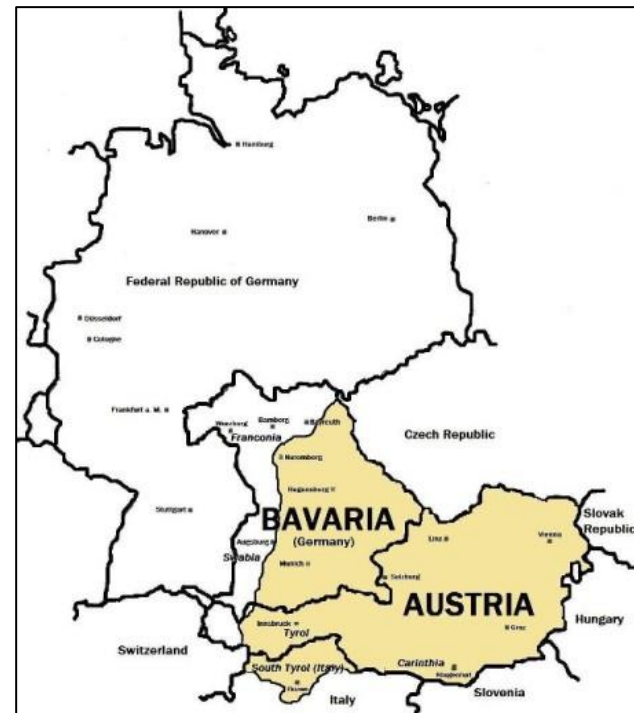 Hamburg
Berlin
Hanover
Federal Republic of Germany
Düsseldorf
Cologne
Frankfurt a. M.
Wurzburg
Bamberg
Bayreuth
Franconia
Czech Republic
Nuremberg
Regensburg
Stuttgart
BAVARIA
(Germany)
Slovak
Republic
Augsburg
Swabia
Linz
Vienna
Munich
Salzburg
AUSTRIA
Innsbruck
Tyrol
Graz
Hungary
Switzerland
South Tyrol (Italy)
Carinthia
Klagenfurt
Slovenia
Italy